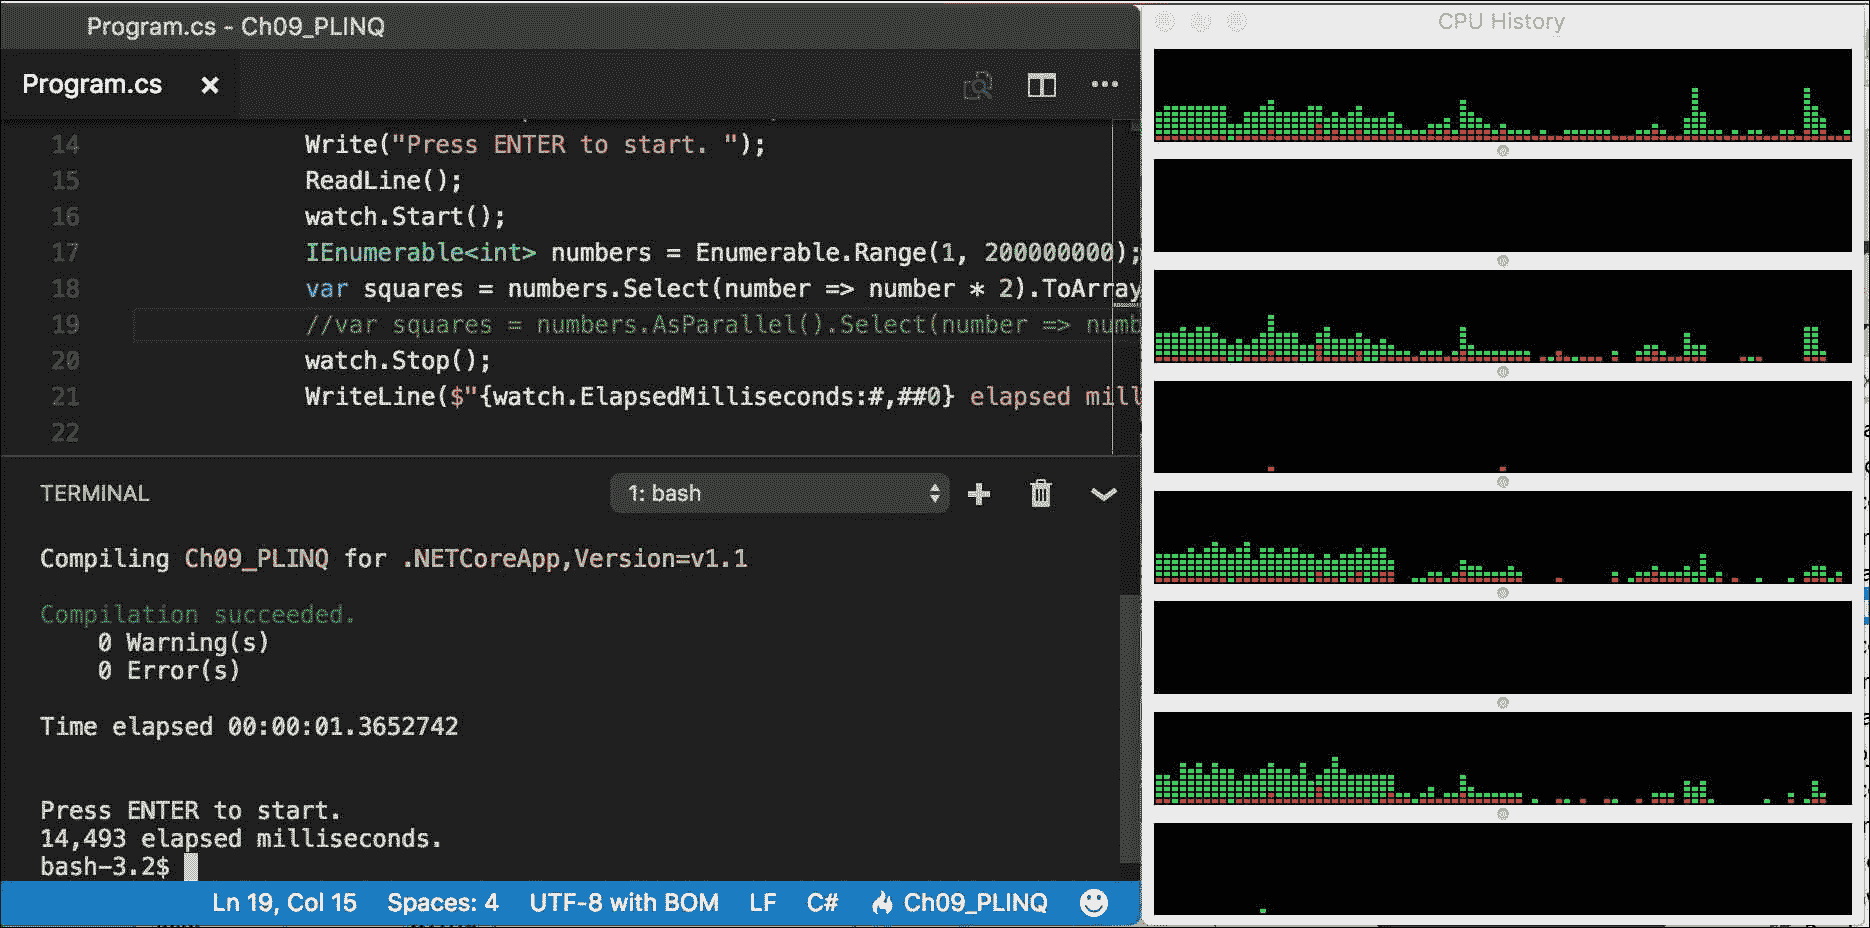 Program.cs - Ch09_PLINQ
Program.cs
14 Write("Press ENTER to start. ");
15 ReadLine();
16 watch.Start();
17 IEnumerable<int> numbers = Enumerable.Range(1, 200000000);
18 var squares = numbers.Select(number => number * 2).ToArray
19 //var squares = numbers.AsParallel().Select(number => numb
20 watch.Stop();
21 WriteLine($"{watch.ElapsedMilliseconds:#,##0} elapsed mill
22
TERMINAL
1: bash
Compiling Ch09_PLINQ for .NETCoreApp,Version=v1.1
Compilation succeeded.
0 Warning(s)
0 Error(s)
Time elapsed 00:00:01.3652742
Press ENTER to start.
14,493 elapsed milliseconds.
bash-3.2$
Ln 19, Col 15 Spaces: 4 UTF-8 with BOM LF C# Ch09_PLINQ
CPU History